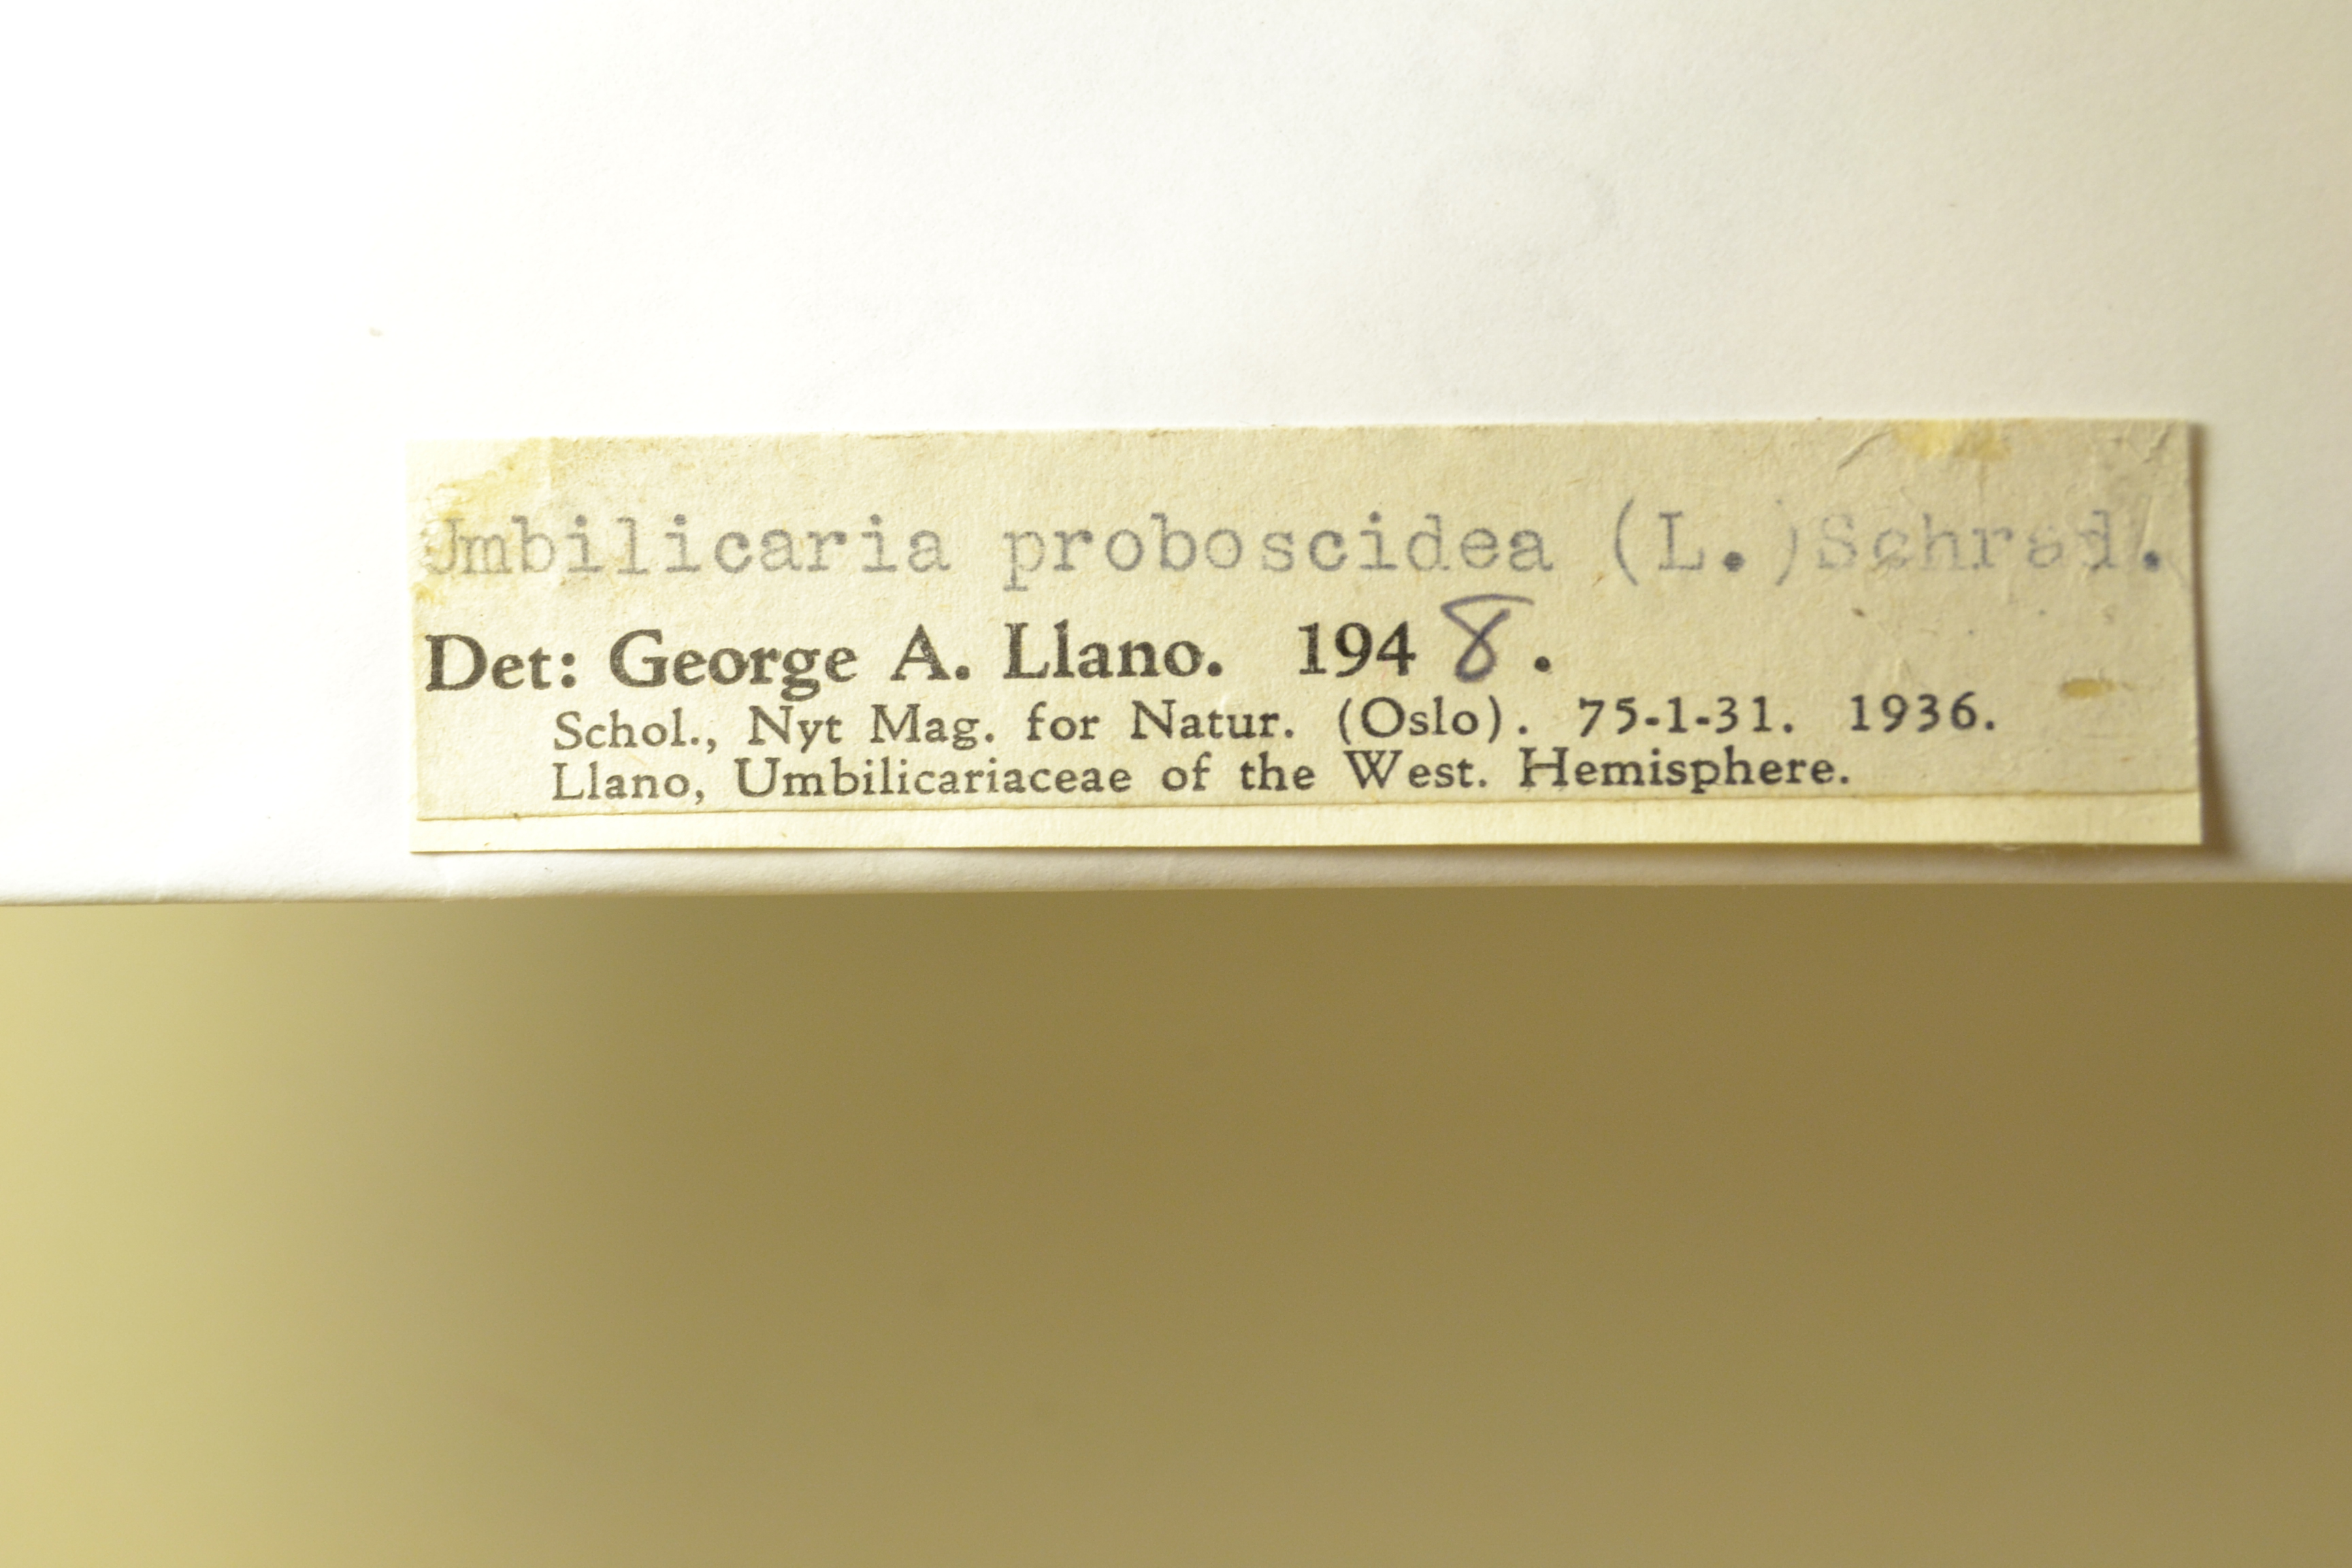 Umbilicaria proboscidea (L.)Schrad.
Det: George A. Llano. 1948.
Schol., Nyt Mag. for Natur. (Oslo). 75-1-31. 1936.
Llano, Umbilicariaceae of the West. Hemisphere.